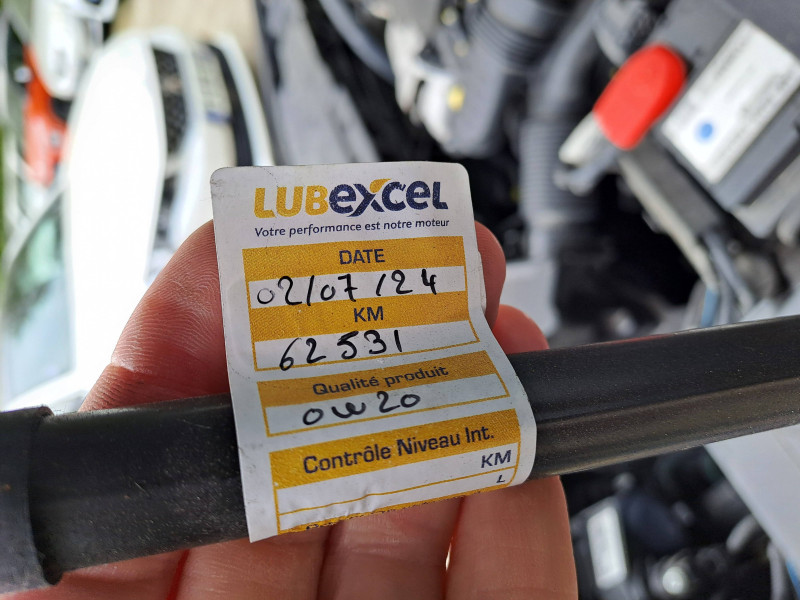 LUBEXCEL
Votre performance est notre moteur
DATE
02/07/24
KM
62531
Qualité produit
0W20
Contrôle Niveau Int.
KM
L